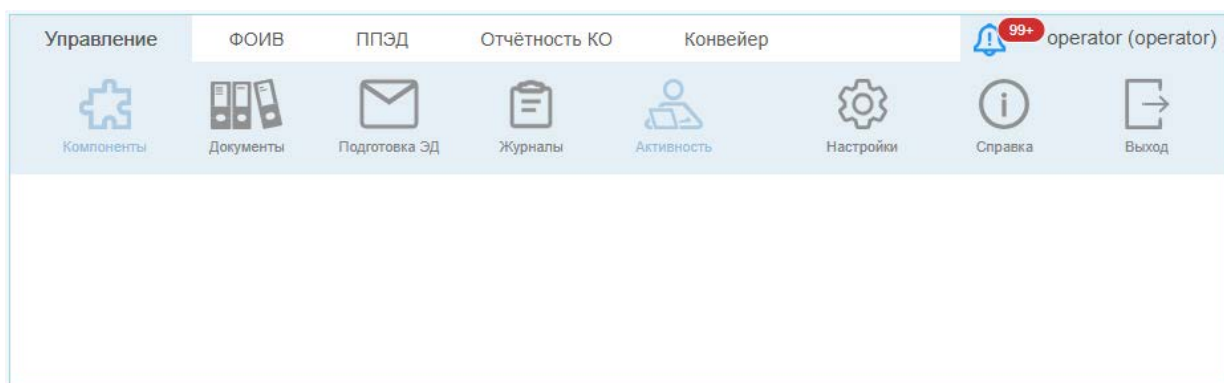 Управление ФОИВ ППЭД Отчётность КО Конвейер 99+ operator (operator)
Компоненты Документы Подготовка ЭД Журналы Активность Настройки Справка Выход